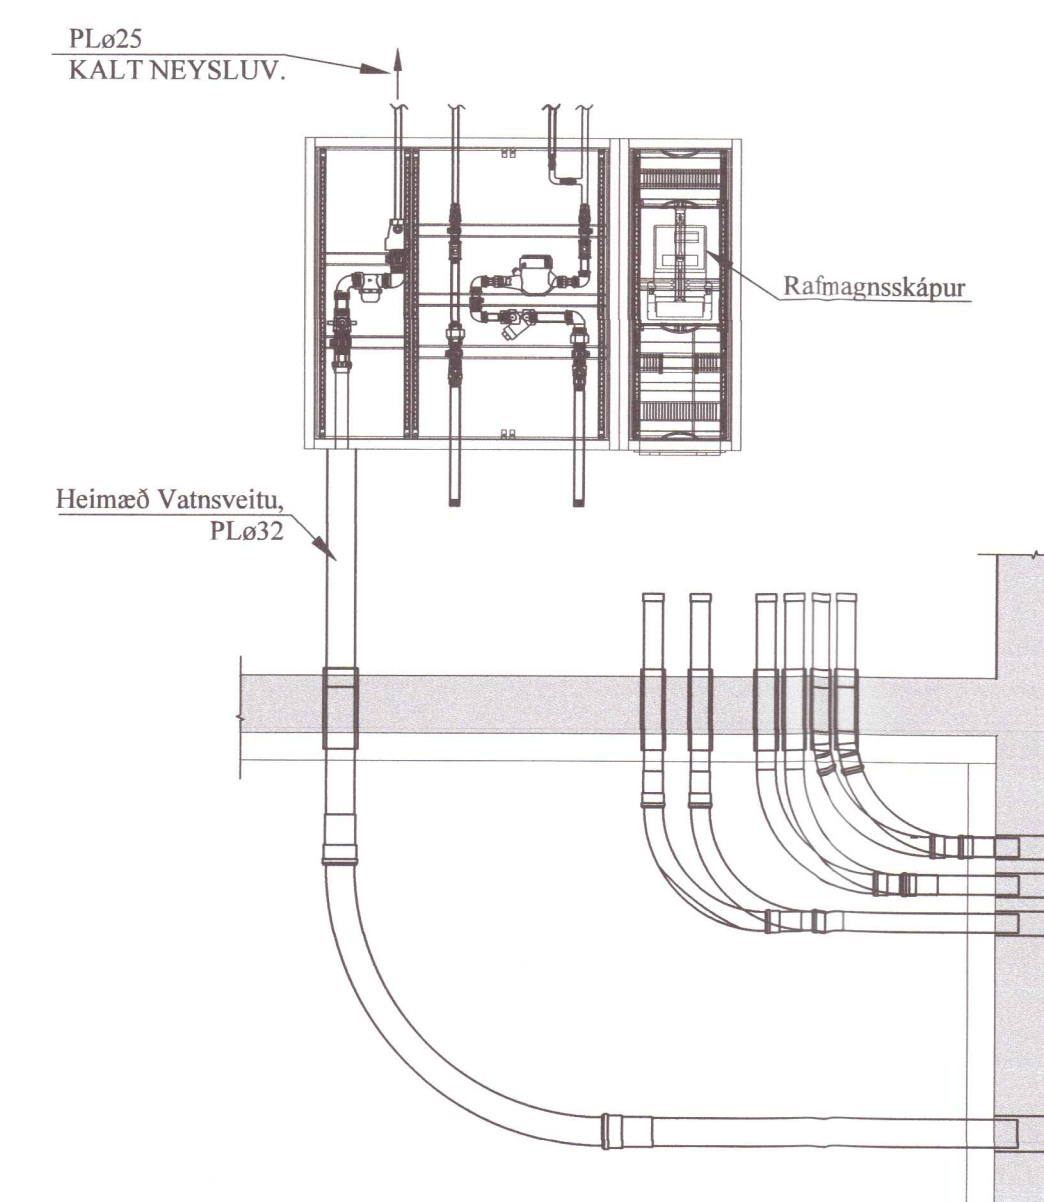 PLø25
KALT NEYSLUV.
Rafmagnsskápur
Heimæð Vatnsveitu,
PLø32